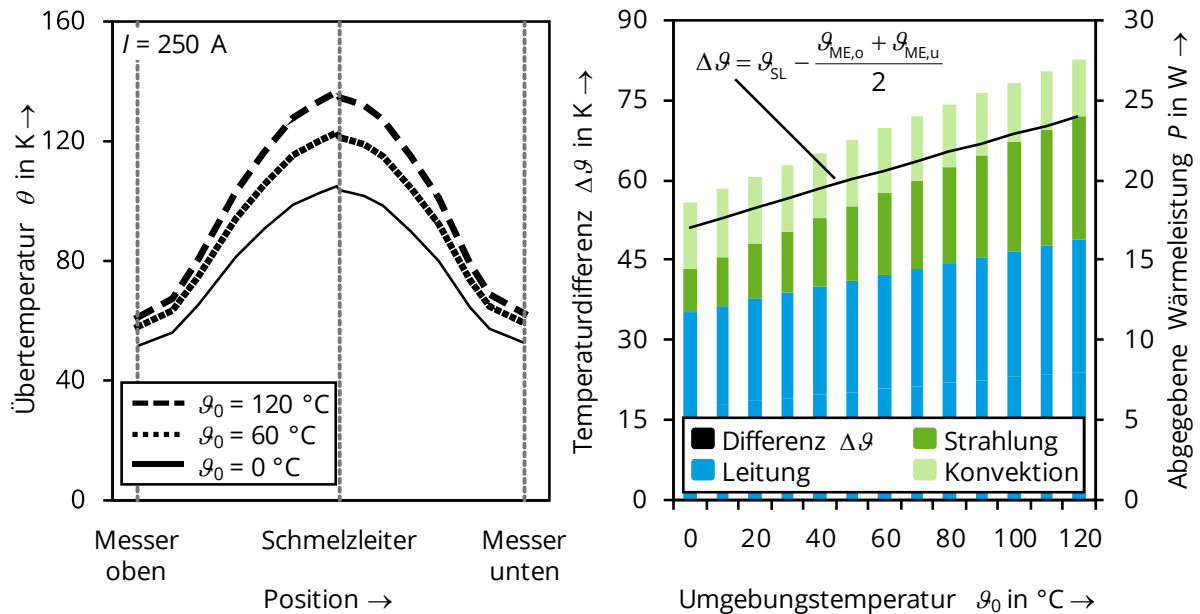 160
120
80
40
0
Übertemperatur θ in K→
I = 250 A
ϑ0 = 120 °C
ϑ0 = 60 °C
ϑ0 = 0 °C
Messer
oben
Schmelzleiter
Messer
unten
Position →
90
75
60
45
30
15
0
Temperaturdifferenz Δϑ in K →
Δϑ = ϑSL − (ϑME,o + ϑME,u) / 2
Differenz Δϑ
Strahlung
Leitung
Konvektion
30
25
20
15
10
5
0
Abgegebene Wärmeleistung P in W →
0 20 40 60 80 100 120
Umgebungstemperatur ϑ0 in °C →